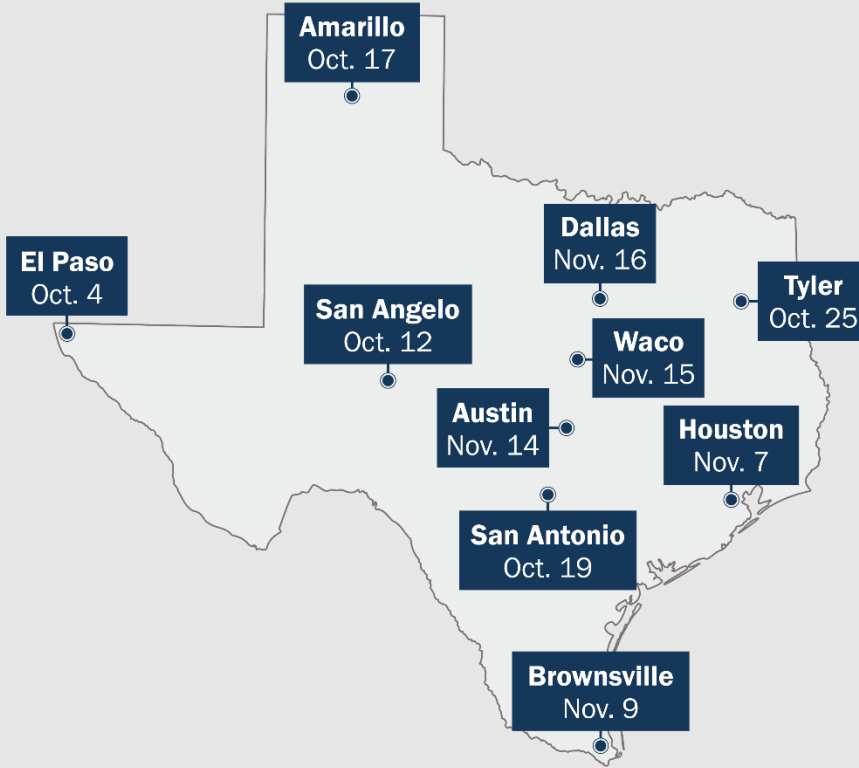 Amarillo
Oct. 17
Dallas
Nov. 16
El Paso
Oct. 4
Tyler
Oct. 25
San Angelo
Oct. 12
Waco
Nov. 15
Austin
Nov. 14
Houston
Nov. 7
San Antonio
Oct. 19
Brownsville
Nov. 9